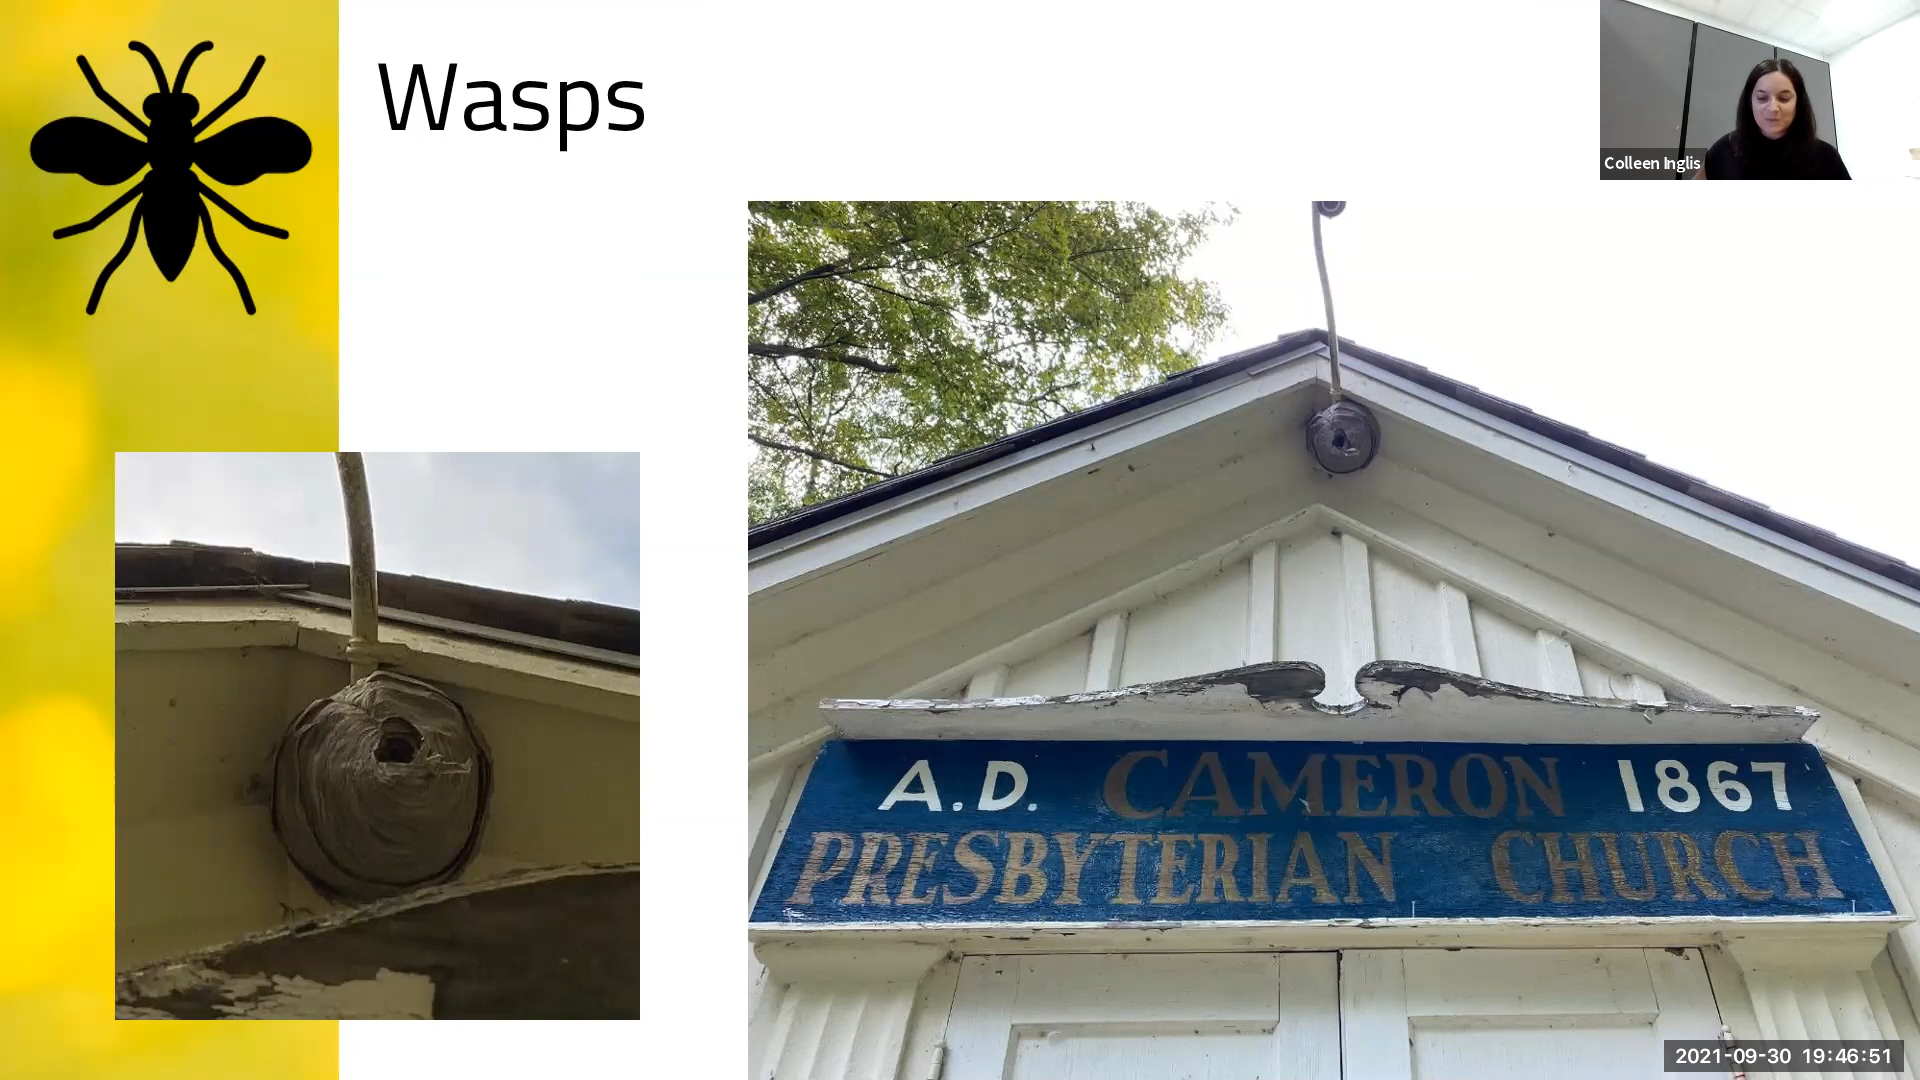 Wasps
Colleen Inglis
A.D. CAMERON 1867
PRESBYTERIAN CHURCH
2021-09-30 19:46:51